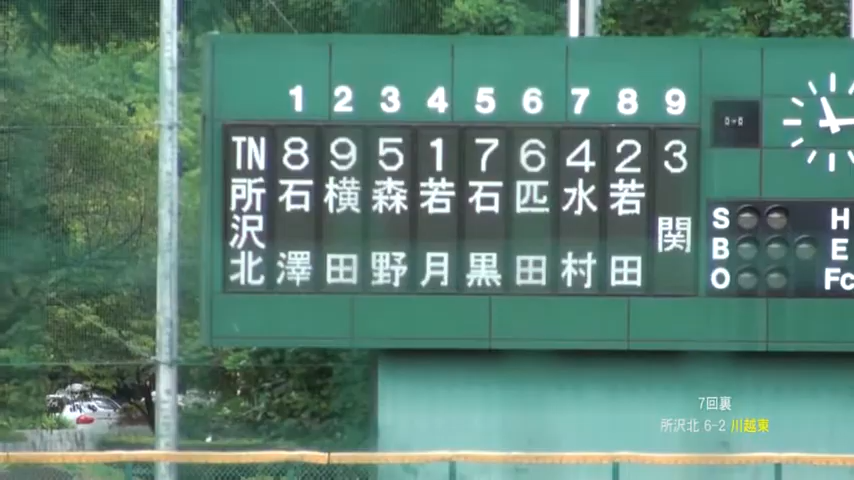 1 2 3 4 5 6 7 8 9
TN 8 9 5 1 7 6 4 2 3
所沢北 石澤 横田 森野 若月 石黒 匹田 水村 若田 関
S H
B E
O Fc
7回裏
所沢北 6-2 川越東